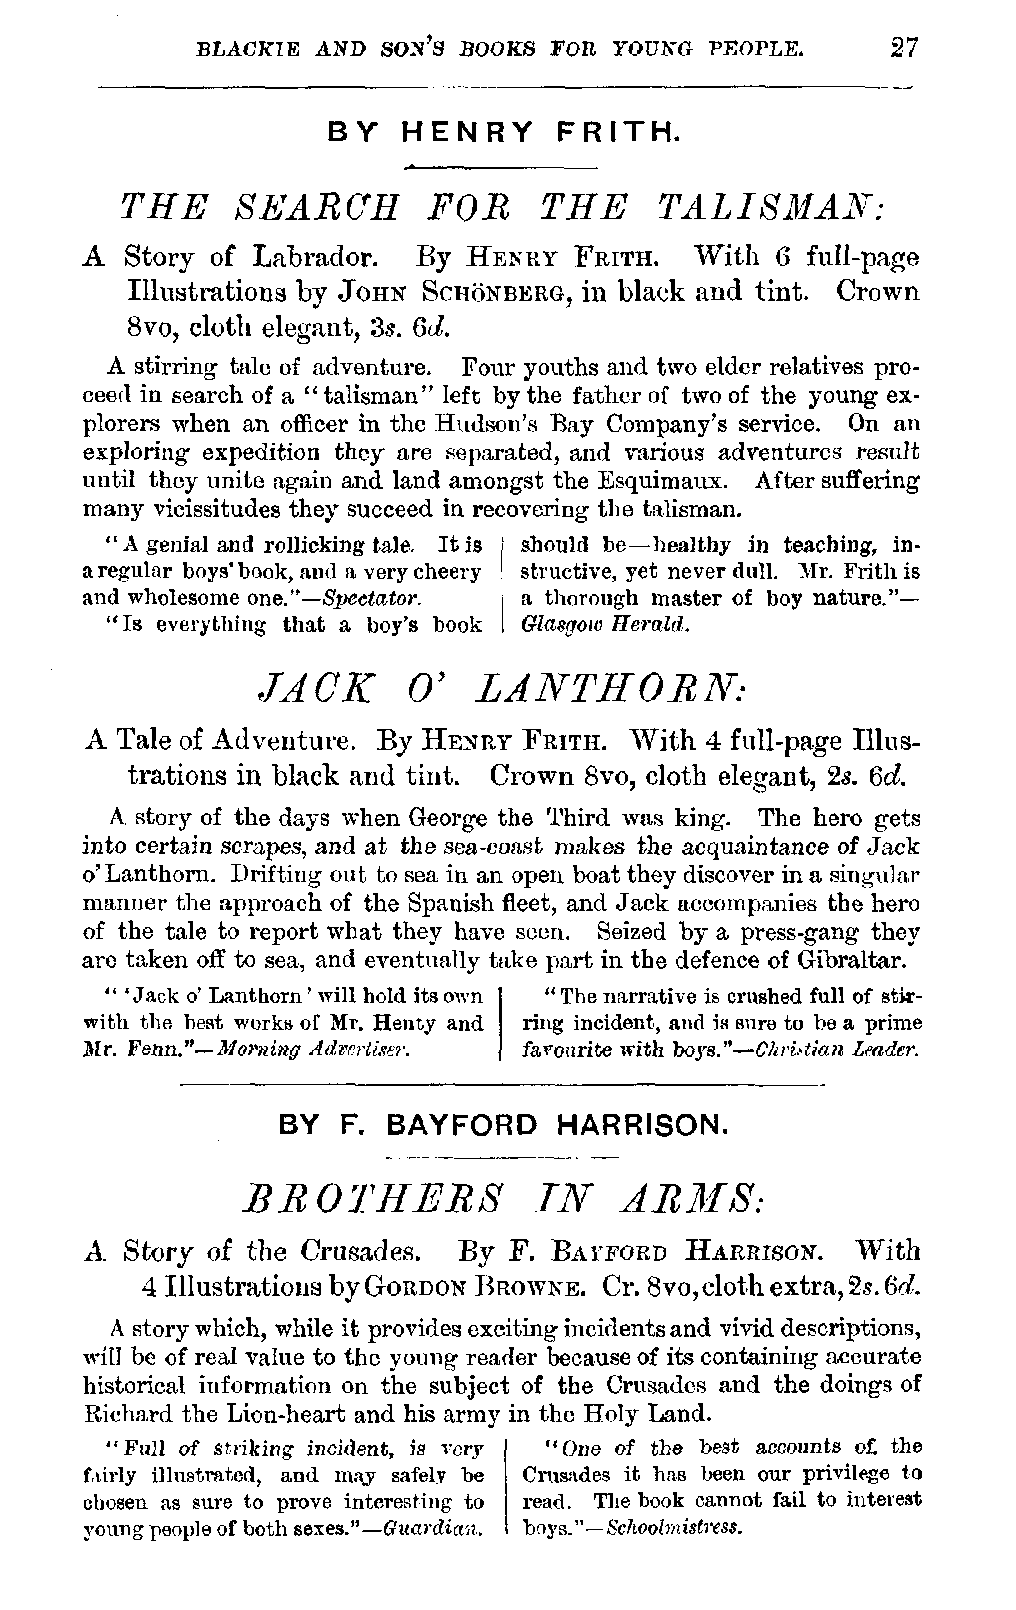 BLACKIE AND SON'S BOOKS FOR YOUNG PEOPLE. 27
BY HENRY FRITH.
THE SEARCH FOR THE TALISMAN:
A Story of Labrador. By HENRY FRITH. With 6 full-page
Illustrations by JOHN SCHÖNBERG, in black and tint. Crown
8vo, cloth elegant, 3s. 6d.
A stirring tale of adventure. Four youths and two elder relatives pro-
ceed in search of a "talisman" left by the father of two of the young ex-
plorers when an officer in the Hudson's Bay Company's service. On an
exploring expedition they are separated, and various adventures result
until they unite again and land amongst the Esquimaux. After suffering
many vicissitudes they succeed in recovering the talisman.
"A genial and rollicking tale. It is
a regular boys' book, and a very cheery
and wholesome one."—Spectator.
"Is everything that a boy's book
should be—healthy in teaching, in-
structive, yet never dull. Mr. Frith is
a thorough master of boy nature."—
Glasgow Herald.
JACK O' LANTHORN:
A Tale of Adventure. By HENRY FRITH. With 4 full-page Illus-
trations in black and tint. Crown 8vo, cloth elegant, 2s. 6d.
A story of the days when George the Third was king. The hero gets
into certain scrapes, and at the sea-coast makes the acquaintance of Jack
o' Lanthorn. Drifting out to sea in an open boat they discover in a singular
manner the approach of the Spanish fleet, and Jack accompanies the hero
of the tale to report what they have seen. Seized by a press-gang they
are taken off to sea, and eventually take part in the defence of Gibraltar.
"'Jack o' Lanthorn' will hold its own
with the best works of Mr. Henty and
Mr. Fenn."—Morning Advertiser.
"The narrative is crushed full of stir-
ring incident, and is sure to be a prime
favourite with boys."—Christian Leader.
BY F. BAYFORD HARRISON.
BROTHERS IN ARMS:
A Story of the Crusades. By F. BAYFORD HARRISON. With
4 Illustrations by GORDON BROWNE. Cr. 8vo, cloth extra, 2s. 6d.
A story which, while it provides exciting incidents and vivid descriptions,
will be of real value to the young reader because of its containing accurate
historical information on the subject of the Crusades and the doings of
Richard the Lion-heart and his army in the Holy Land.
"Full of striking incident, is very
fairly illustrated, and may safely be
chosen as sure to prove interesting to
young people of both sexes."—Guardian.
"One of the best accounts of the
Crusades it has been our privilege to
read. The book cannot fail to interest
boys."—Schoolmistress.